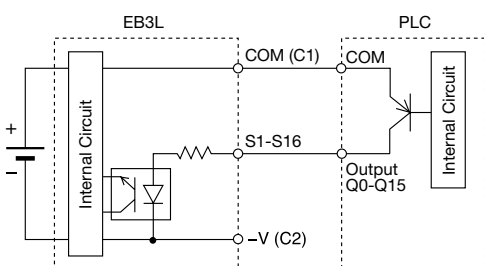 EB3L
PLC
COM (C1)
COM
+
–
Internal Circuit
Internal Circuit
S1-S16
Output
Q0-Q15
–V (C2)